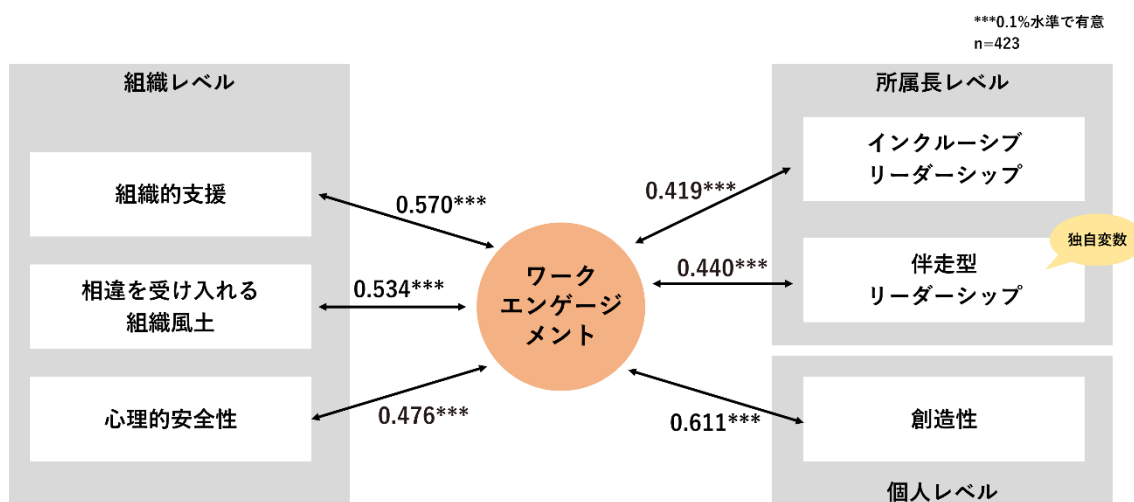 ***0.1%水準で有意
n=423
組織レベル
組織的支援
相違を受け入れる
組織風土
心理的安全性
0.570***
0.534***
0.476***
ワーク
エンゲージ
メント
0.419***
0.440***
0.611***
所属長レベル
インクルーシブ
リーダーシップ
独自変数
伴走型
リーダーシップ
創造性
個人レベル